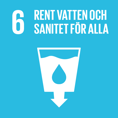 6 RENT VATTEN OCH
SANITET FÖR ALLA